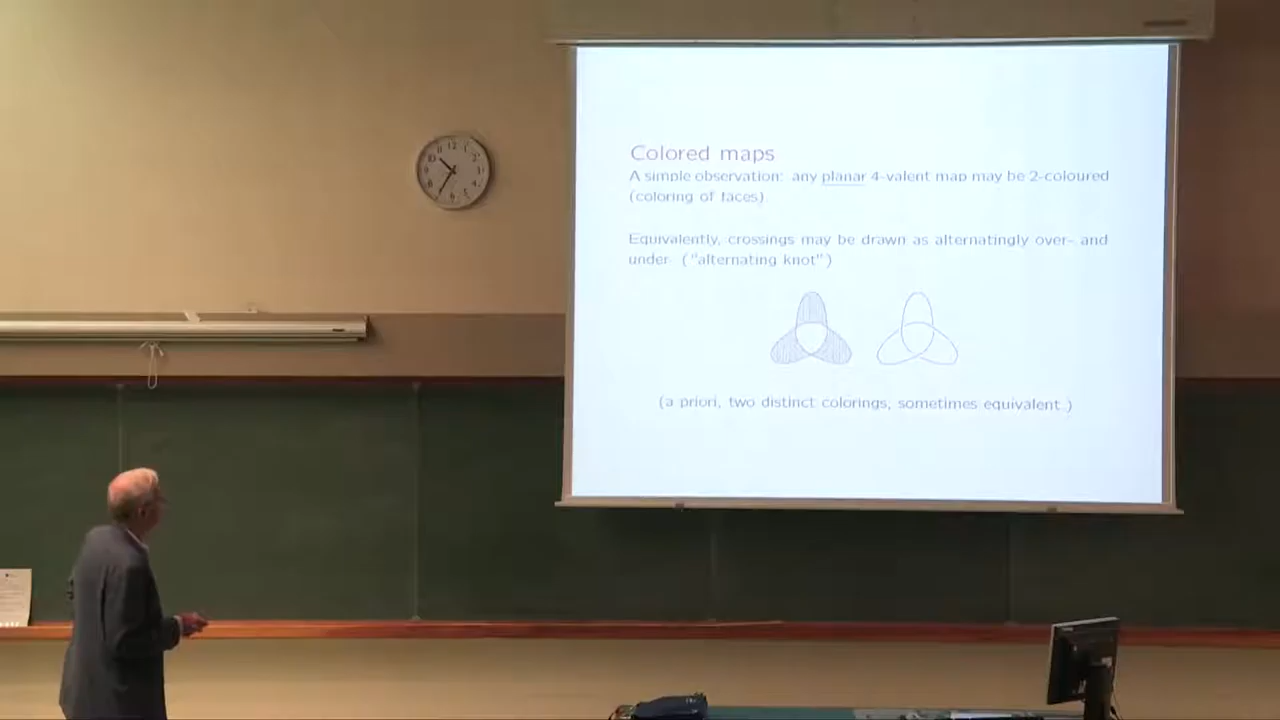 Colored maps
A simple observation: any planar 4-valent map may be 2-coloured
(coloring of faces)
Equivalently, crossings may be drawn as alternatingly over- and
under- ("alternating knot")
(a priori, two distinct colorings, sometimes equivalent.)